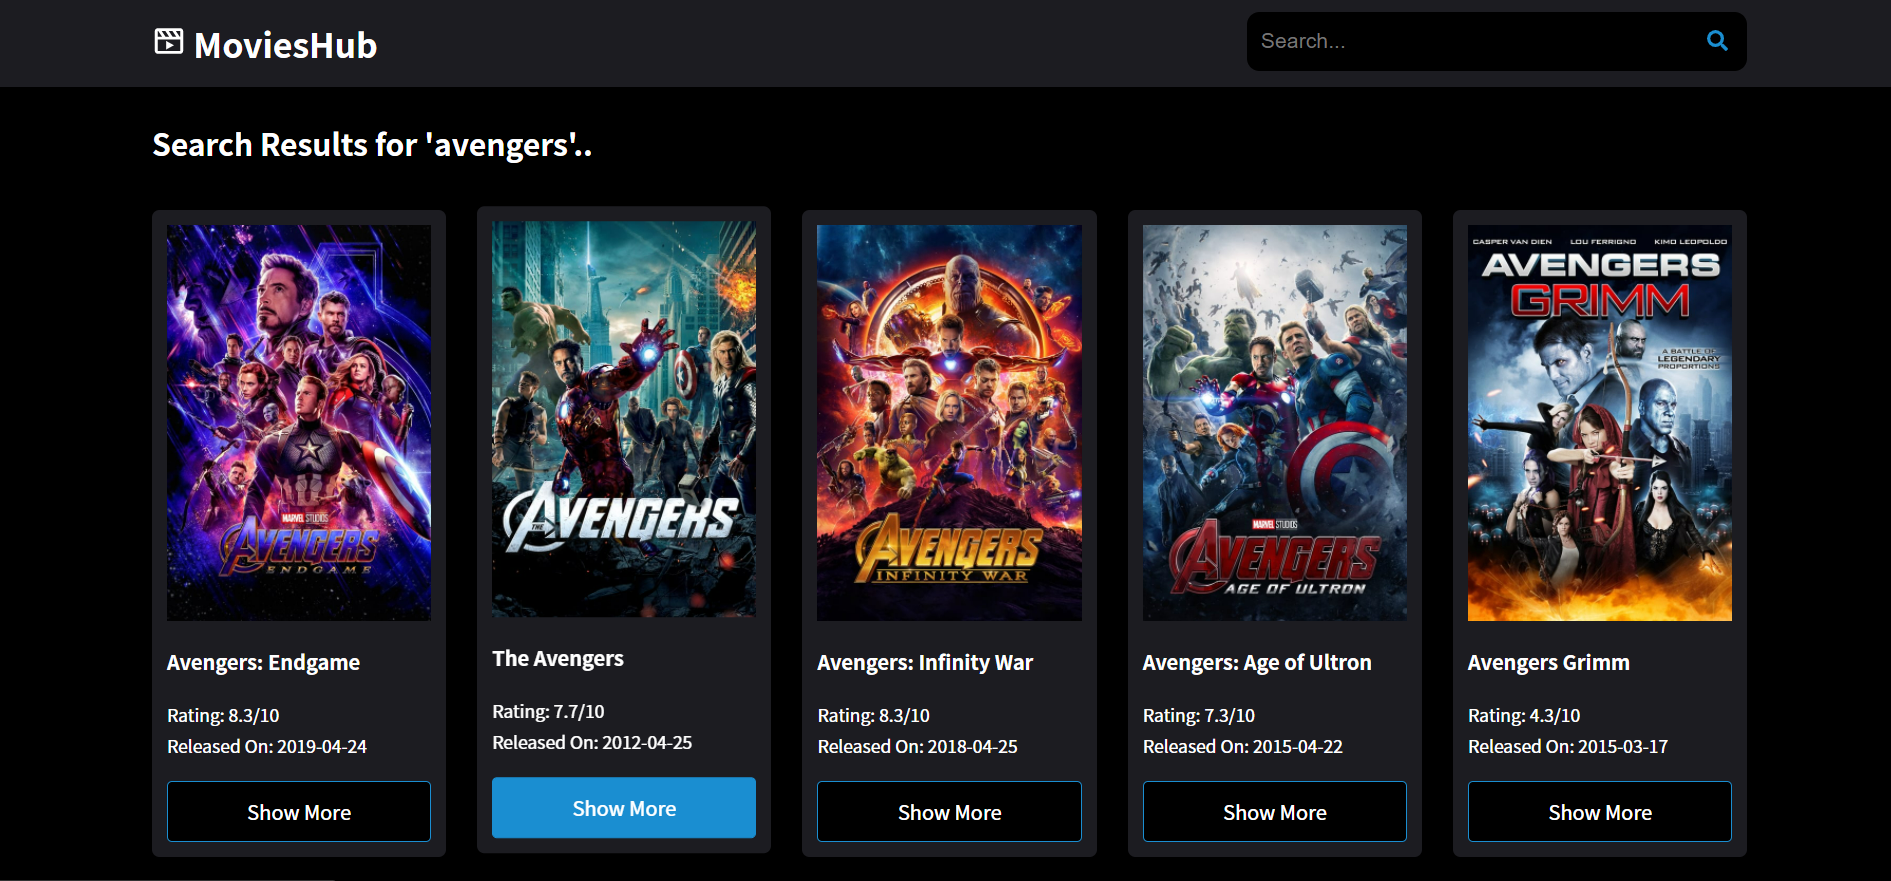 MoviesHub
Search...
Search Results for 'avengers'..
MARVEL STUDIOS
AVENGERS
ENDGAME
Avengers: Endgame
Rating: 8.3/10
Released On: 2019-04-24
Show More
THE AVENGERS
The Avengers
Rating: 7.7/10
Released On: 2012-04-25
Show More
AVENGERS
INFINITY WAR
Avengers: Infinity War
Rating: 8.3/10
Released On: 2018-04-25
Show More
MARVEL STUDIOS
AVENGERS
AGE OF ULTRON
Avengers: Age of Ultron
Rating: 7.3/10
Released On: 2015-04-22
Show More
CASPER VAN DIEN LOU FERRIGNO KIMO LEOPOLDO
AVENGERS
GRIMM
A BATTLE OF
LEGENDARY
PROPORTIONS
Avengers Grimm
Rating: 4.3/10
Released On: 2015-03-17
Show More